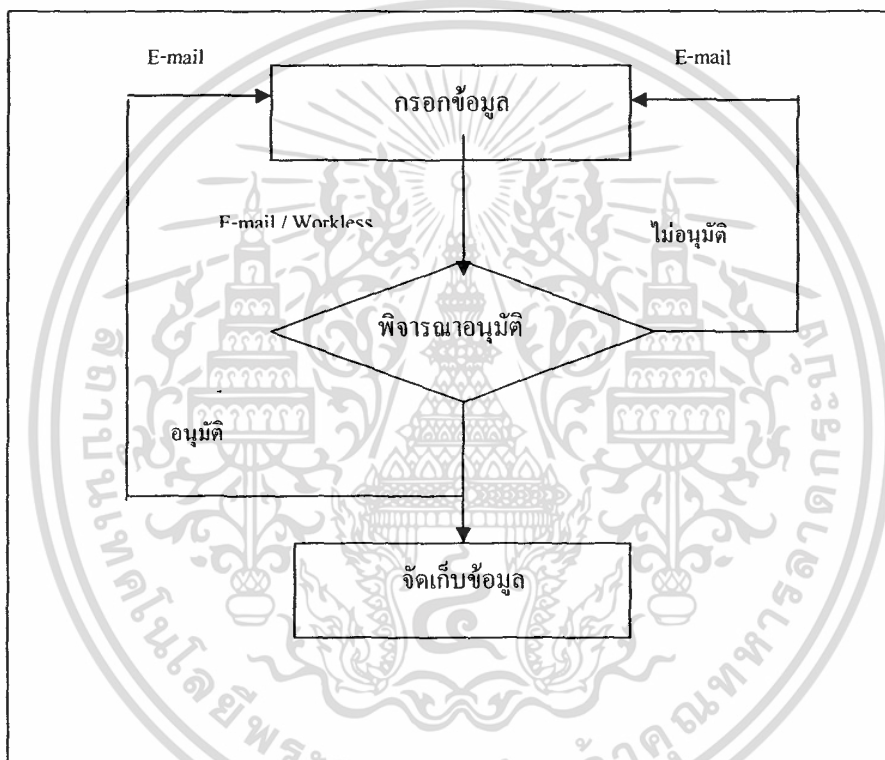 E-mail
E-mail
กรอกข้อมูล
E-mail / Workless
ไม่อนุมัติ
พิจารณาอนุมัติ
อนุมัติ
จัดเก็บข้อมูล